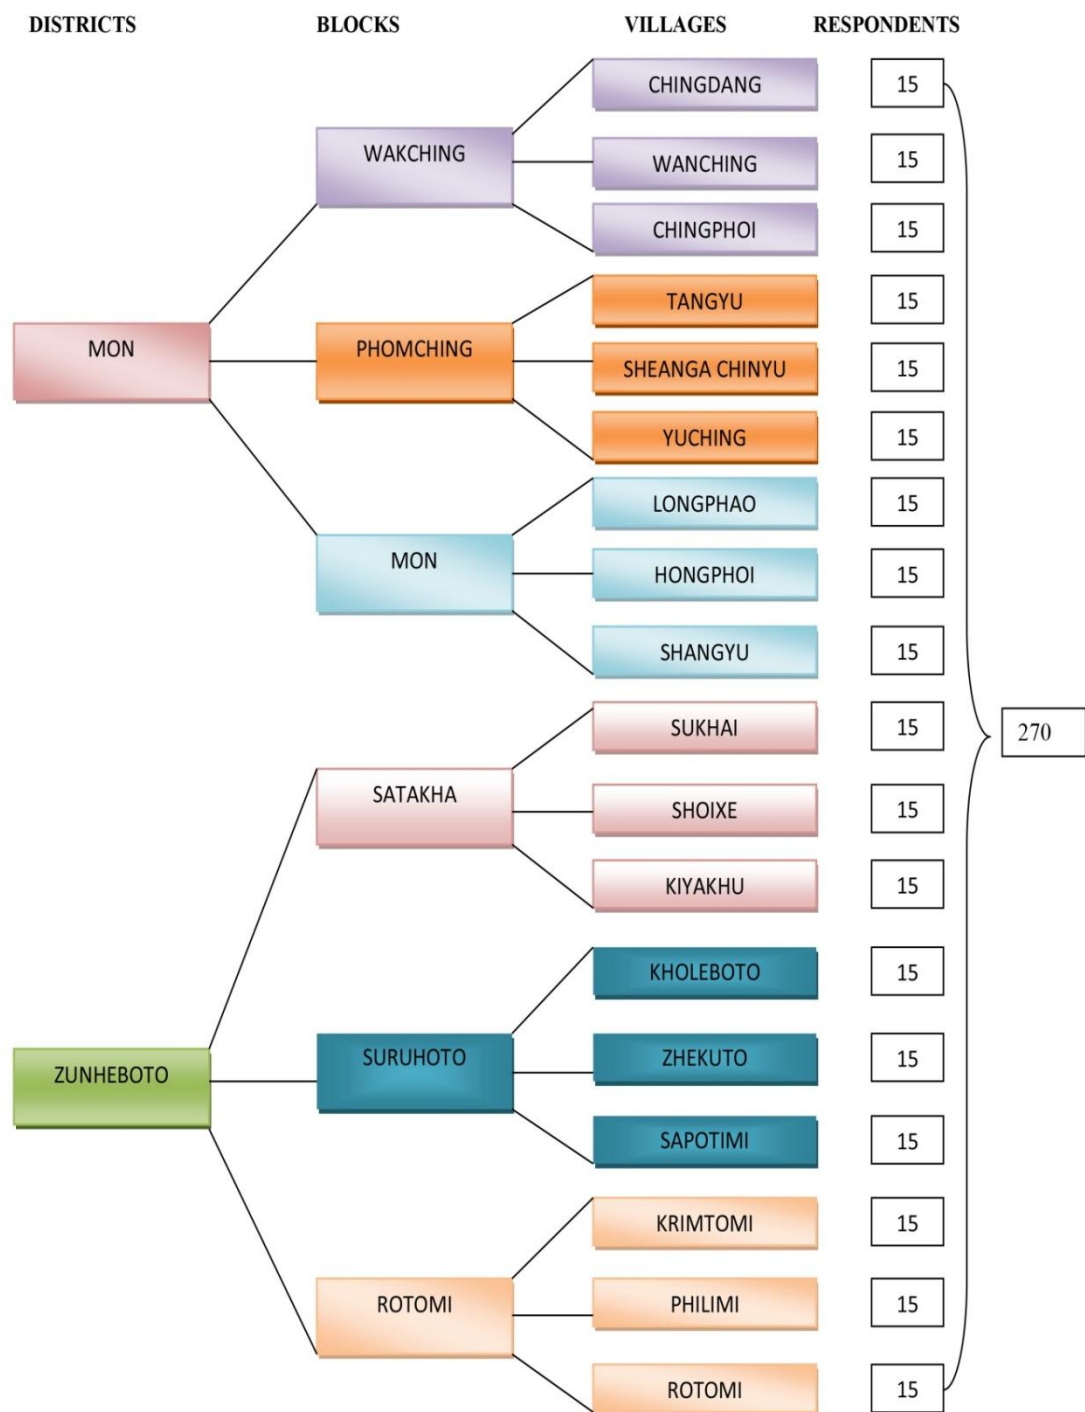 DISTRICTS BLOCKS VILLAGES RESPONDENTS
CHINGDANG 15
WAKCHING
WANCHING 15
CHINGPHOI 15
TANGYU 15
MON
PHOMCHING
SHEANGA CHINYU 15
YUCHING 15
LONGPHAO 15
MON
HONGPHOI 15
SHANGYU 15
SUKHAI 15
270
SATAKHA
SHOIXE 15
KIYAKHU 15
KHOLEBOTO 15
SURUHOTO
ZHEKUTO 15
ZUNHEBOTO
SAPOTIMI 15
KRIMTOMI 15
ROTOMI
PHILIMI 15
ROTOMI 15